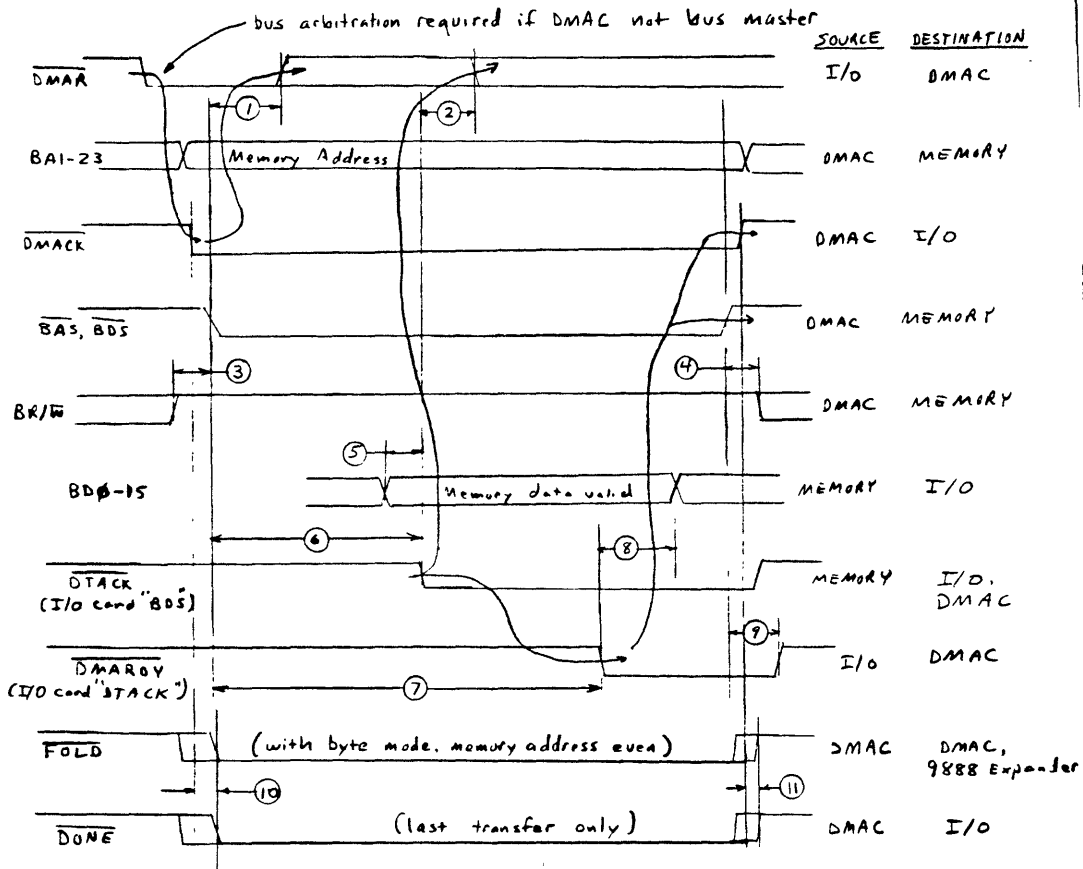 bus arbitration required if DMAC not bus master
SOURCE DESTINATION
DMAR I/O DMAC
1 2
BA1-23 Memory Address DMAC MEMORY
DMACK DMAC I/O
BAS, BDS DMAC MEMORY
3 4
BR/W DMAC MEMORY
5
BDØ-15 Memory data valid MEMORY I/O
6 8
DTACK MEMORY I/O,
(I/O card "BDS") DMAC
9
DMARDY I/O DMAC
(I/O card "DTACK") 7
FOLD (with byte mode, memory address even) DMAC DMAC,
9888 Expander
10 11
DONE (last transfer only) DMAC I/O